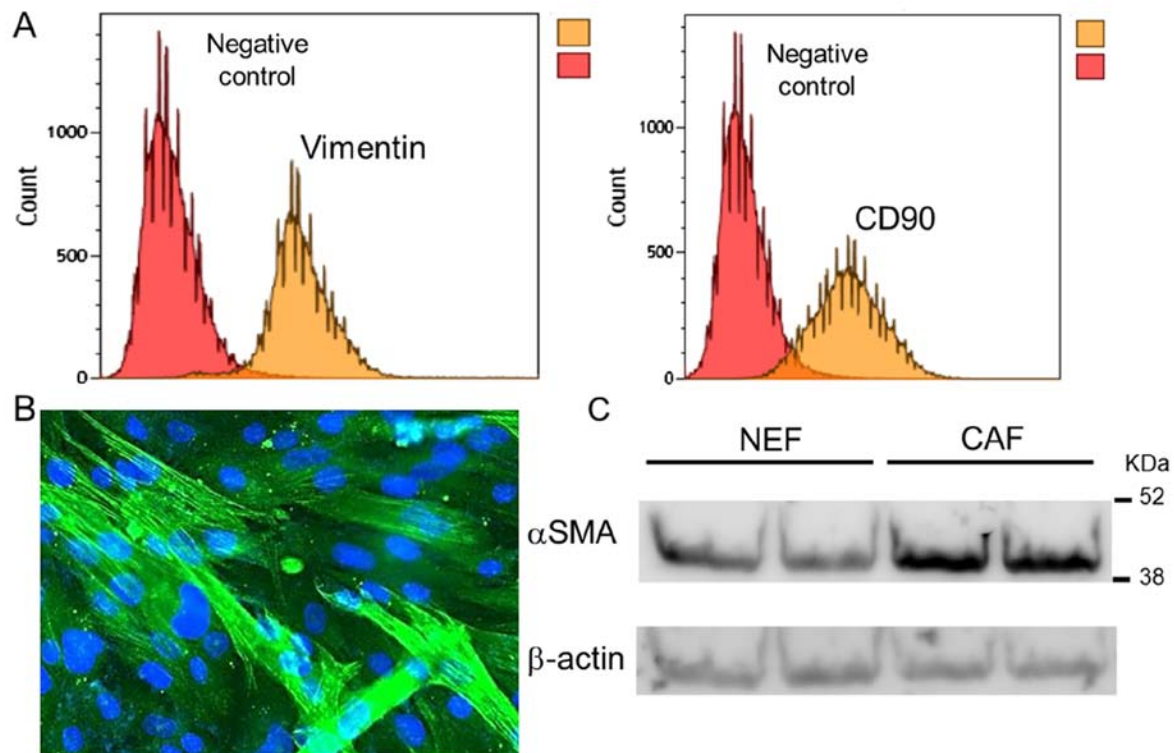 A
Negative
control
Vimentin
1000
500
0
Count
Negative
control
CD90
1000
500
0
Count
B
C
NEF CAF
KDa
52
αSMA
38
β-actin